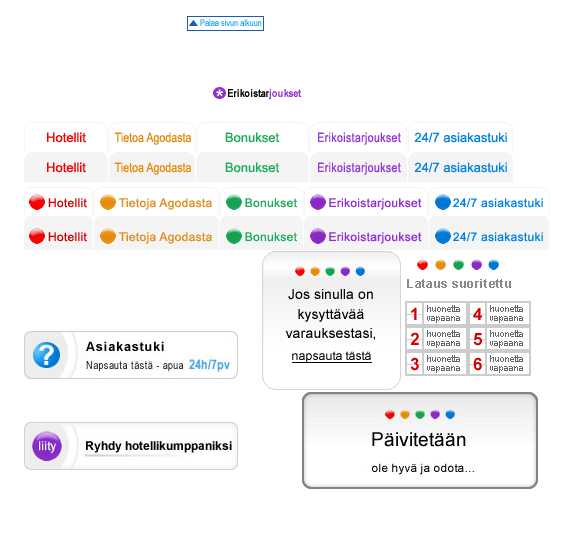 Palaa sivun alkuun
Erikoistarjoukset
Hotellit Tietoa Agodasta Bonukset Erikoistarjoukset 24/7 asiakastuki
Hotellit Tietoa Agodasta Bonukset Erikoistarjoukset 24/7 asiakastuki
Hotellit Tietoja Agodasta Bonukset Erikoistarjoukset 24/7 asiakastuki
Hotellit Tietoja Agodasta Bonukset Erikoistarjoukset 24/7 asiakastuki
Jos sinulla on
kysyttävää
varauksestasi,
napsauta tästä
Lataus suoritettu
1 huonetta vapaana 4 huonetta vapaana
2 huonetta vapaana 5 huonetta vapaana
3 huonetta vapaana 6 huonetta vapaana
? Asiakastuki
Napsauta tästä - apua 24h/7pv
liity Ryhdy hotellikumppaniksi
Päivitetään
ole hyvä ja odota...